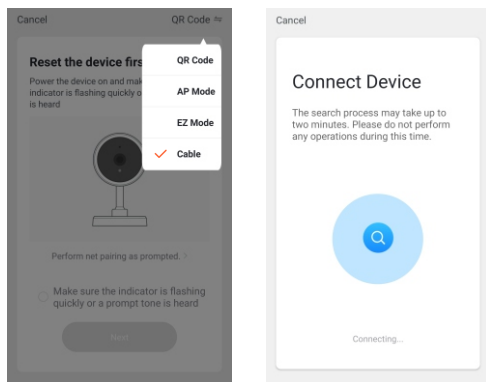 Cancel
QR Code
Reset the device firs
Power the device on and mak
indicator is flashing quickly o
is heard
QR Code
AP Mode
EZ Mode
Cable
Perform net pairing as prompted. >
Make sure the indicator is flashing
quickly or a prompt tone is heard
Next
Cancel
Connect Device
The search process may take up to
two minutes. Please do not perform
any operations during this time.
Connecting...